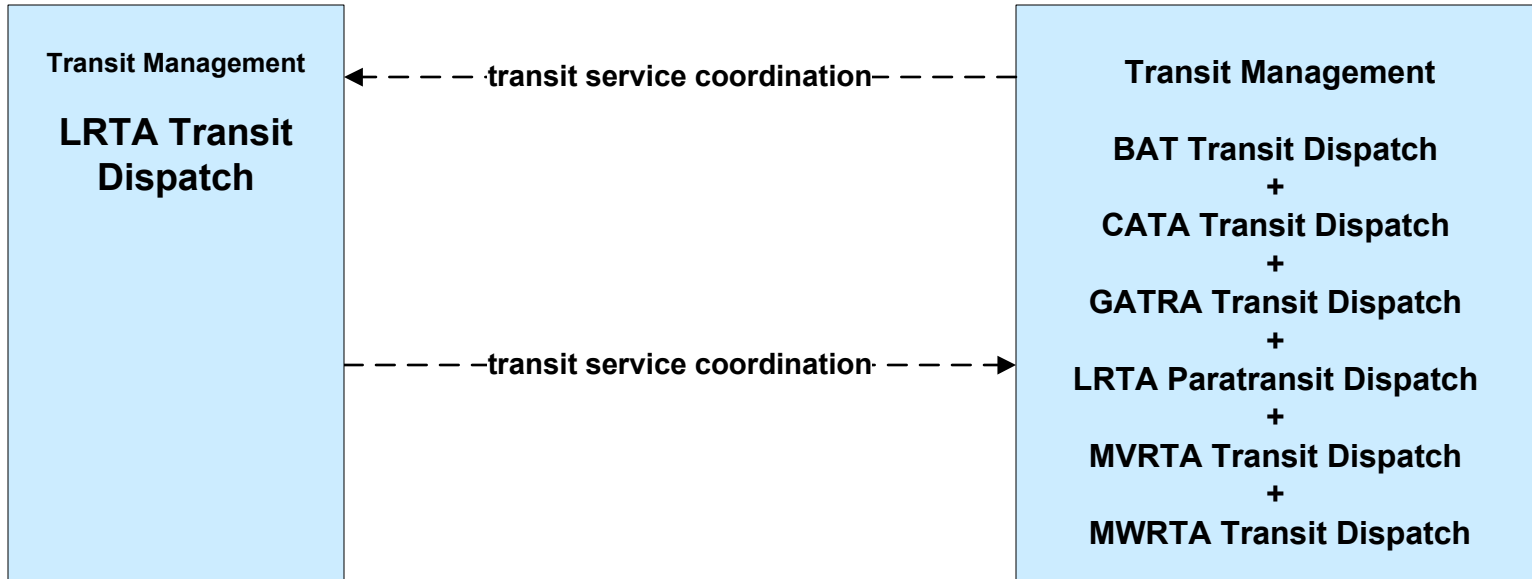 Transit Management
LRTA Transit
Dispatch
transit service coordination
transit service coordination
Transit Management
BAT Transit Dispatch
+
CATA Transit Dispatch
+
GATRA Transit Dispatch
+
LRTA Paratransit Dispatch
+
MVRTA Transit Dispatch
+
MWRTA Transit Dispatch